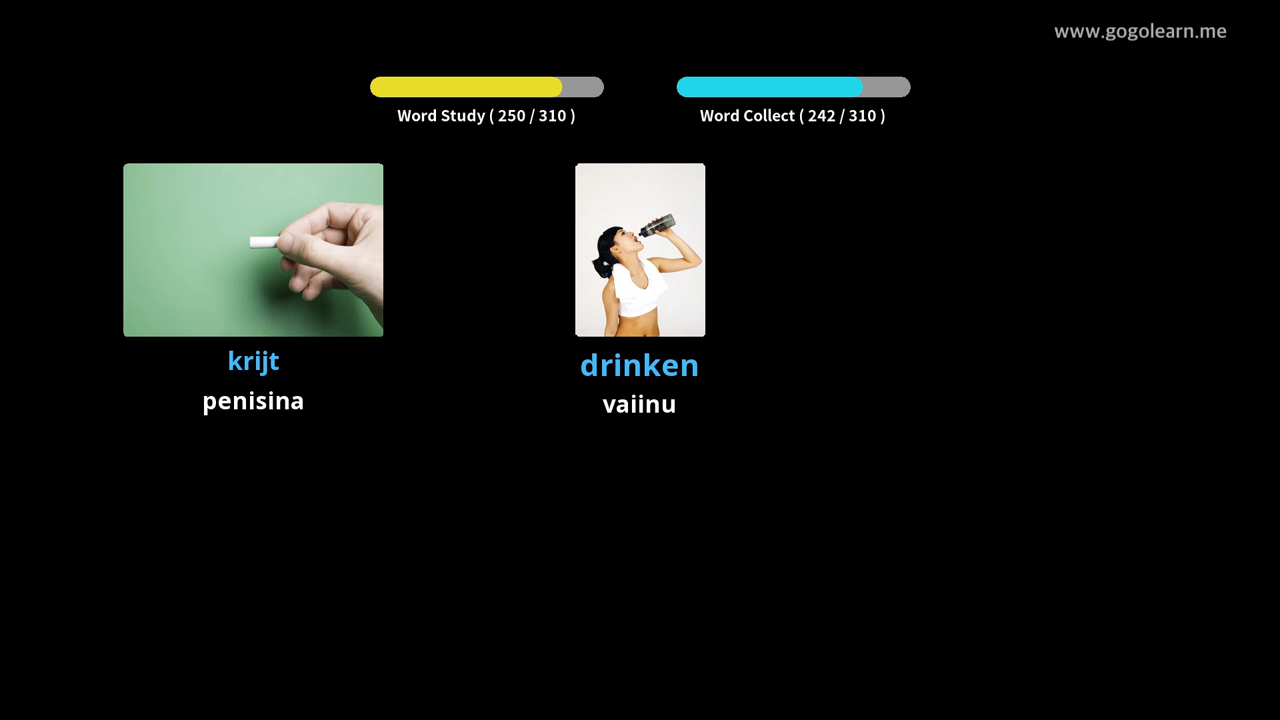 www.gogolearn.me
Word Study ( 250 / 310 )
Word Collect ( 242 / 310 )
krijt
penisina
drinken
vaiinu